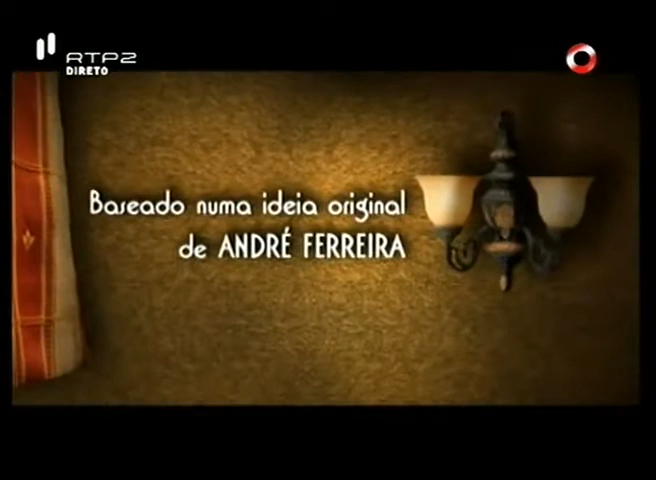 RTP2
DIRETO
Baseado numa ideia original
de ANDRÉ FERREIRA